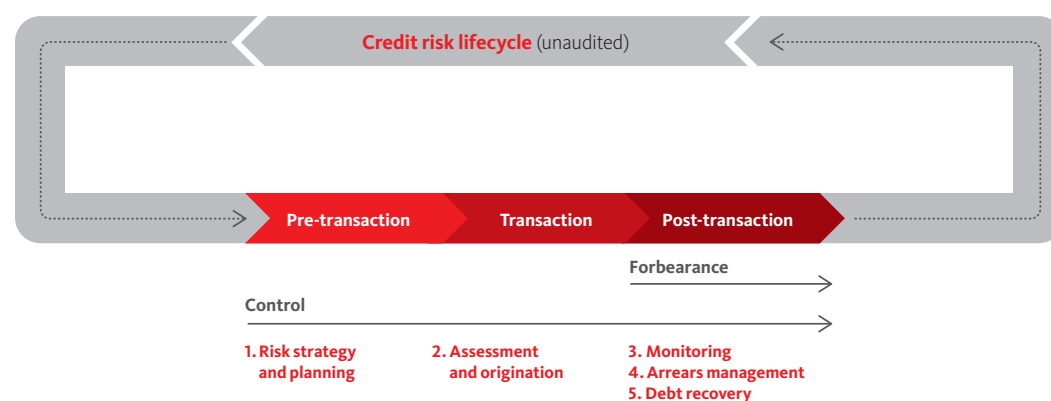 Credit risk lifecycle (unaudited)
Pre-transaction
Transaction
Post-transaction
Forbearance
Control
1. Risk strategy
and planning
2. Assessment
and origination
3. Monitoring
4. Arrears management
5. Debt recovery